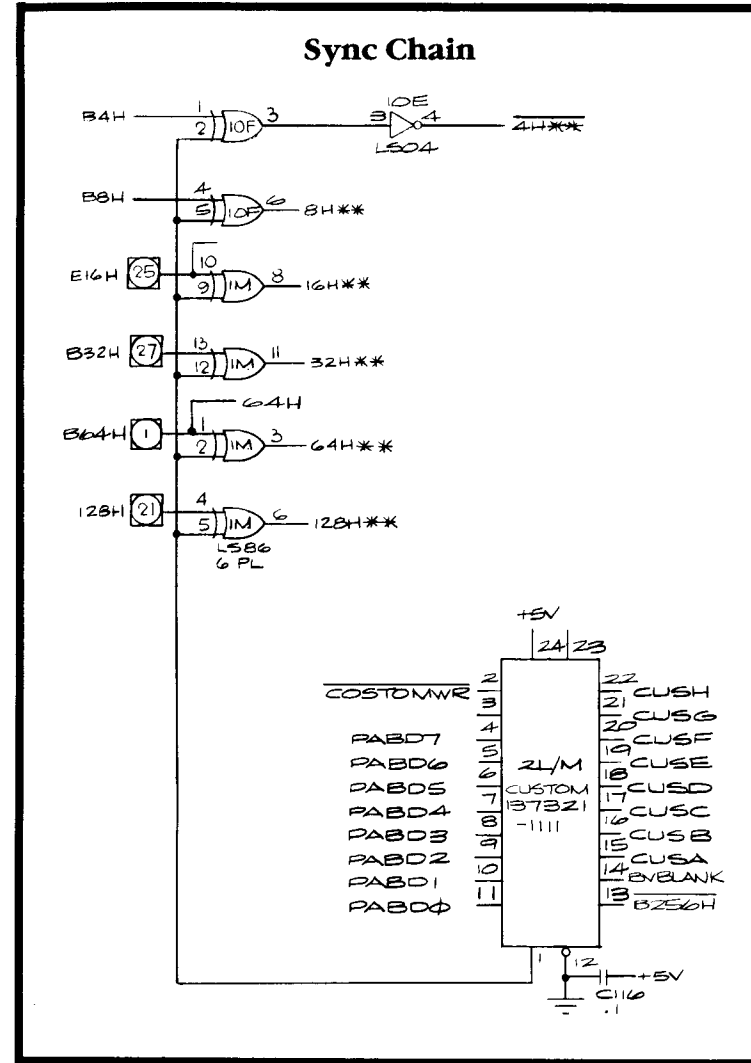 Sync Chain
B4H 1 2 10F 3 3 10E 4 4H**
LS04
B8H 4 5 10F 6 8H**
E16H 25 10 9 1M 8 16H**
B32H 27 13 12 1M 11 32H**
64H
B64H 1 1 2 1M 3 64H**
128H 21 4 5 1M 6 128H**
LS86
6 PL
+5V
24 23
COSTOMWR 2 22 CUSH
3 21 CUSG
PABD7 4 20 CUSF
PABD6 5 19 CUSE
PABD5 6 18 CUSD
PABD4 7 17 CUSC
PABD3 8 16 CUSB
PABD2 9 15 CUSA
PABD1 10 14 BVBLANK
PABDØ 11 13 B256H
2L/M
CUSTOM
137321
-1111
1 12
+5V
C116
.1